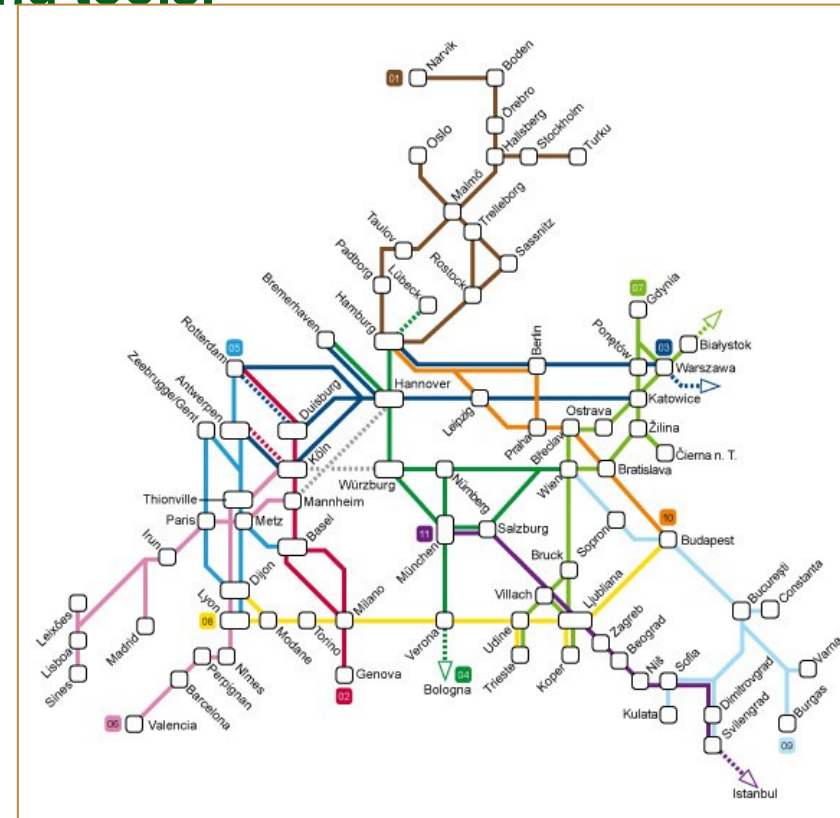 01
Narvik
Boden
Örebro
Oslo
Hallsberg
Stockholm
Turku
Malmö
Trelleborg
Taulov
Sassnitz
Padborg
Lübeck
Rostock
Bremerhaven
Hamburg
07
Gdynia
Rotterdam
05
Berlin
Ponętów
03
Białystok
Warszawa
Zeebrugge/Gent
Antwerpen
Duisburg
Hannover
Leipzig
Katowice
Ostrava
Köln
Praha
Břeclav
Žilina
Čierna n. T.
Thionville
Würzburg
Nürnberg
Wien
Bratislava
Mannheim
Paris
Metz
Basel
11
Salzburg
Sopron
10
Budapest
Irun
München
Bruck
Dijon
Villach
Ljubliana
București
Constanta
Leixões
Lyon
08
Milano
Lisboa
Madrid
Modane
Torino
Verona
Udine
Zagreb
Beograd
Sines
Nîmes
Perpignan
Genova
Trieste
Koper
Niš
Sofia
Varna
Barcelona
02
Bologna
04
Dimitrovgrad
06
Valencia
Kulata
Svilengrad
Burgas
09
Istanbul